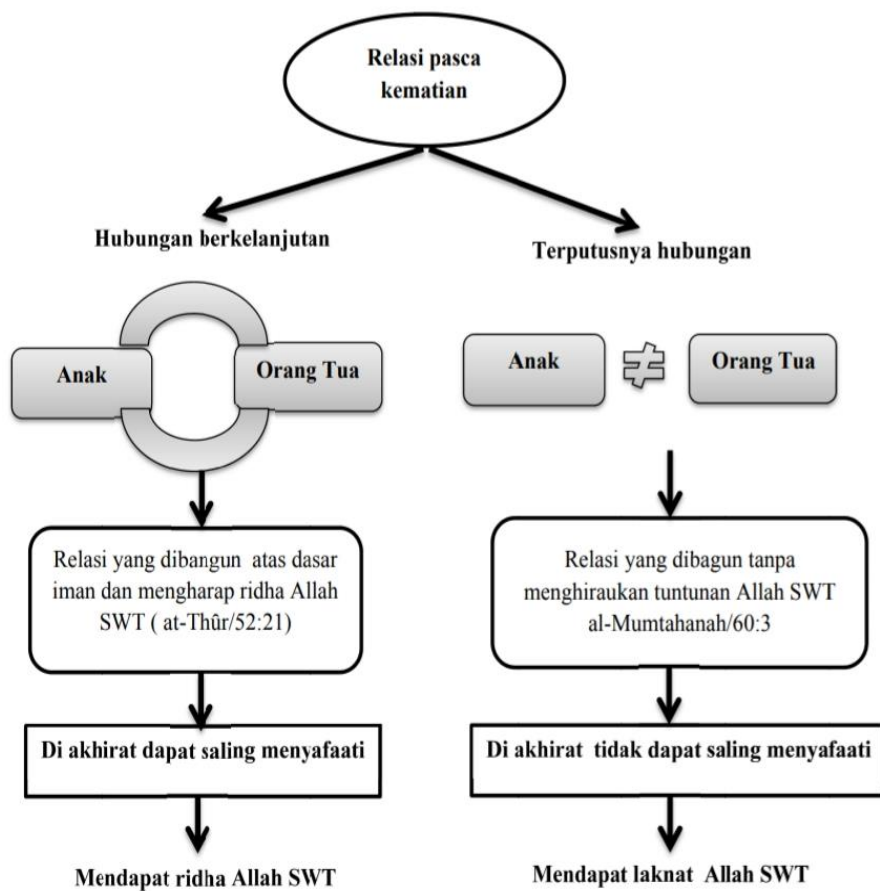 Relasi pasca
kematian
Hubungan berkelanjutan
Terputusnya hubungan
Anak
Orang Tua
Anak
≠
Orang Tua
Relasi yang dibangun atas dasar
iman dan mengharap ridha Allah
SWT ( at-Thûr/52:21)
Relasi yang dibagun tanpa
menghiraukan tuntunan Allah SWT
al-Mumtahanah/60:3
Di akhirat dapat saling menyafaati
Di akhirat tidak dapat saling menyafaati
Mendapat ridha Allah SWT
Mendapat laknat Allah SWT